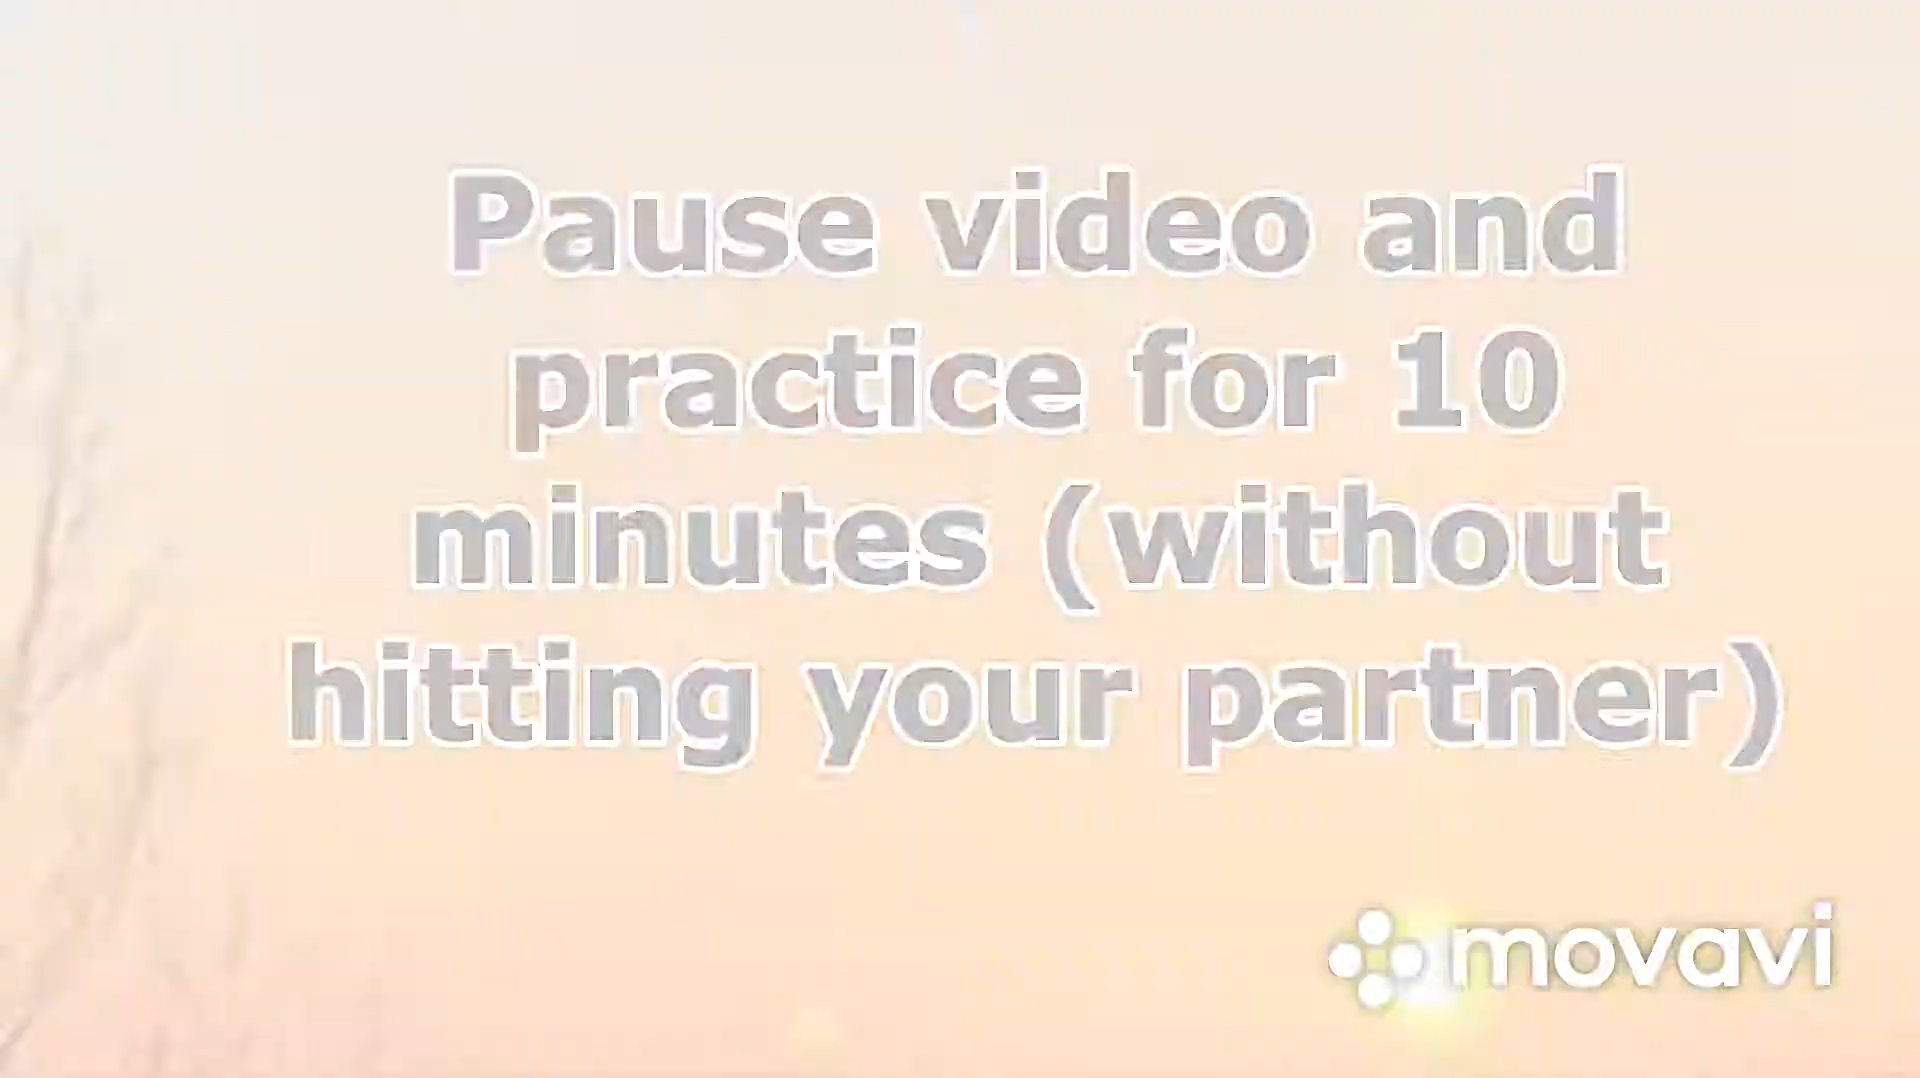 Pause video and
practice for 10
minutes (without
hitting your partner)
movavi